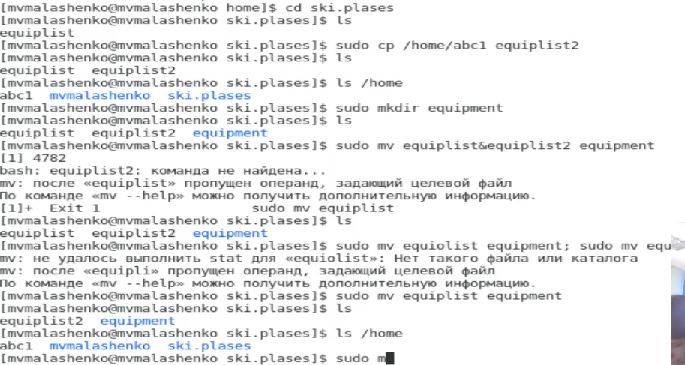 [mvmalashenko@mvmalashenko home]$ cd ski.plases
[mvmalashenko@mvmalashenko ski.plases]$ ls
equiplist
[mvmalashenko@mvmalashenko ski.plases]$ sudo cp /home/abc1 equiplist2
[mvmalashenko@mvmalashenko ski.plases]$ ls
equiplist equiplist2
[mvmalashenko@mvmalashenko ski.plases]$ ls /home
abc1 mvmalashenko ski.plases
[mvmalashenko@mvmalashenko ski.plases]$ sudo mkdir equipment
[mvmalashenko@mvmalashenko ski.plases]$ ls
equiplist equiplist2 equipment
[mvmalashenko@mvmalashenko ski.plases]$ sudo mv equiplist&equiplist2 equipment
[1] 4782
bash: equiplist2: команда не найдена...
mv: после «equiplist» пропущен операнд, задающий целевой файл
По команде «mv --help» можно получить дополнительную информацию.
[1]+ Exit 1 sudo mv equiplist
[mvmalashenko@mvmalashenko ski.plases]$ ls
equiplist equiplist2 equipment
[mvmalashenko@mvmalashenko ski.plases]$ sudo mv equiolist equipment; sudo mv equ
mv: не удалось выполнить stat для «equiolist»: Нет такого файла или каталога
mv: после «equipli» пропущен операнд, задающий целевой файл
По команде «mv --help» можно получить дополнительную информацию.
[mvmalashenko@mvmalashenko ski.plases]$ sudo mv equiplist equipment
[mvmalashenko@mvmalashenko ski.plases]$ ls
equiplist2 equipment
[mvmalashenko@mvmalashenko ski.plases]$ ls /home
abc1 mvmalashenko ski.plases
[mvmalashenko@mvmalashenko ski.plases]$ sudo m